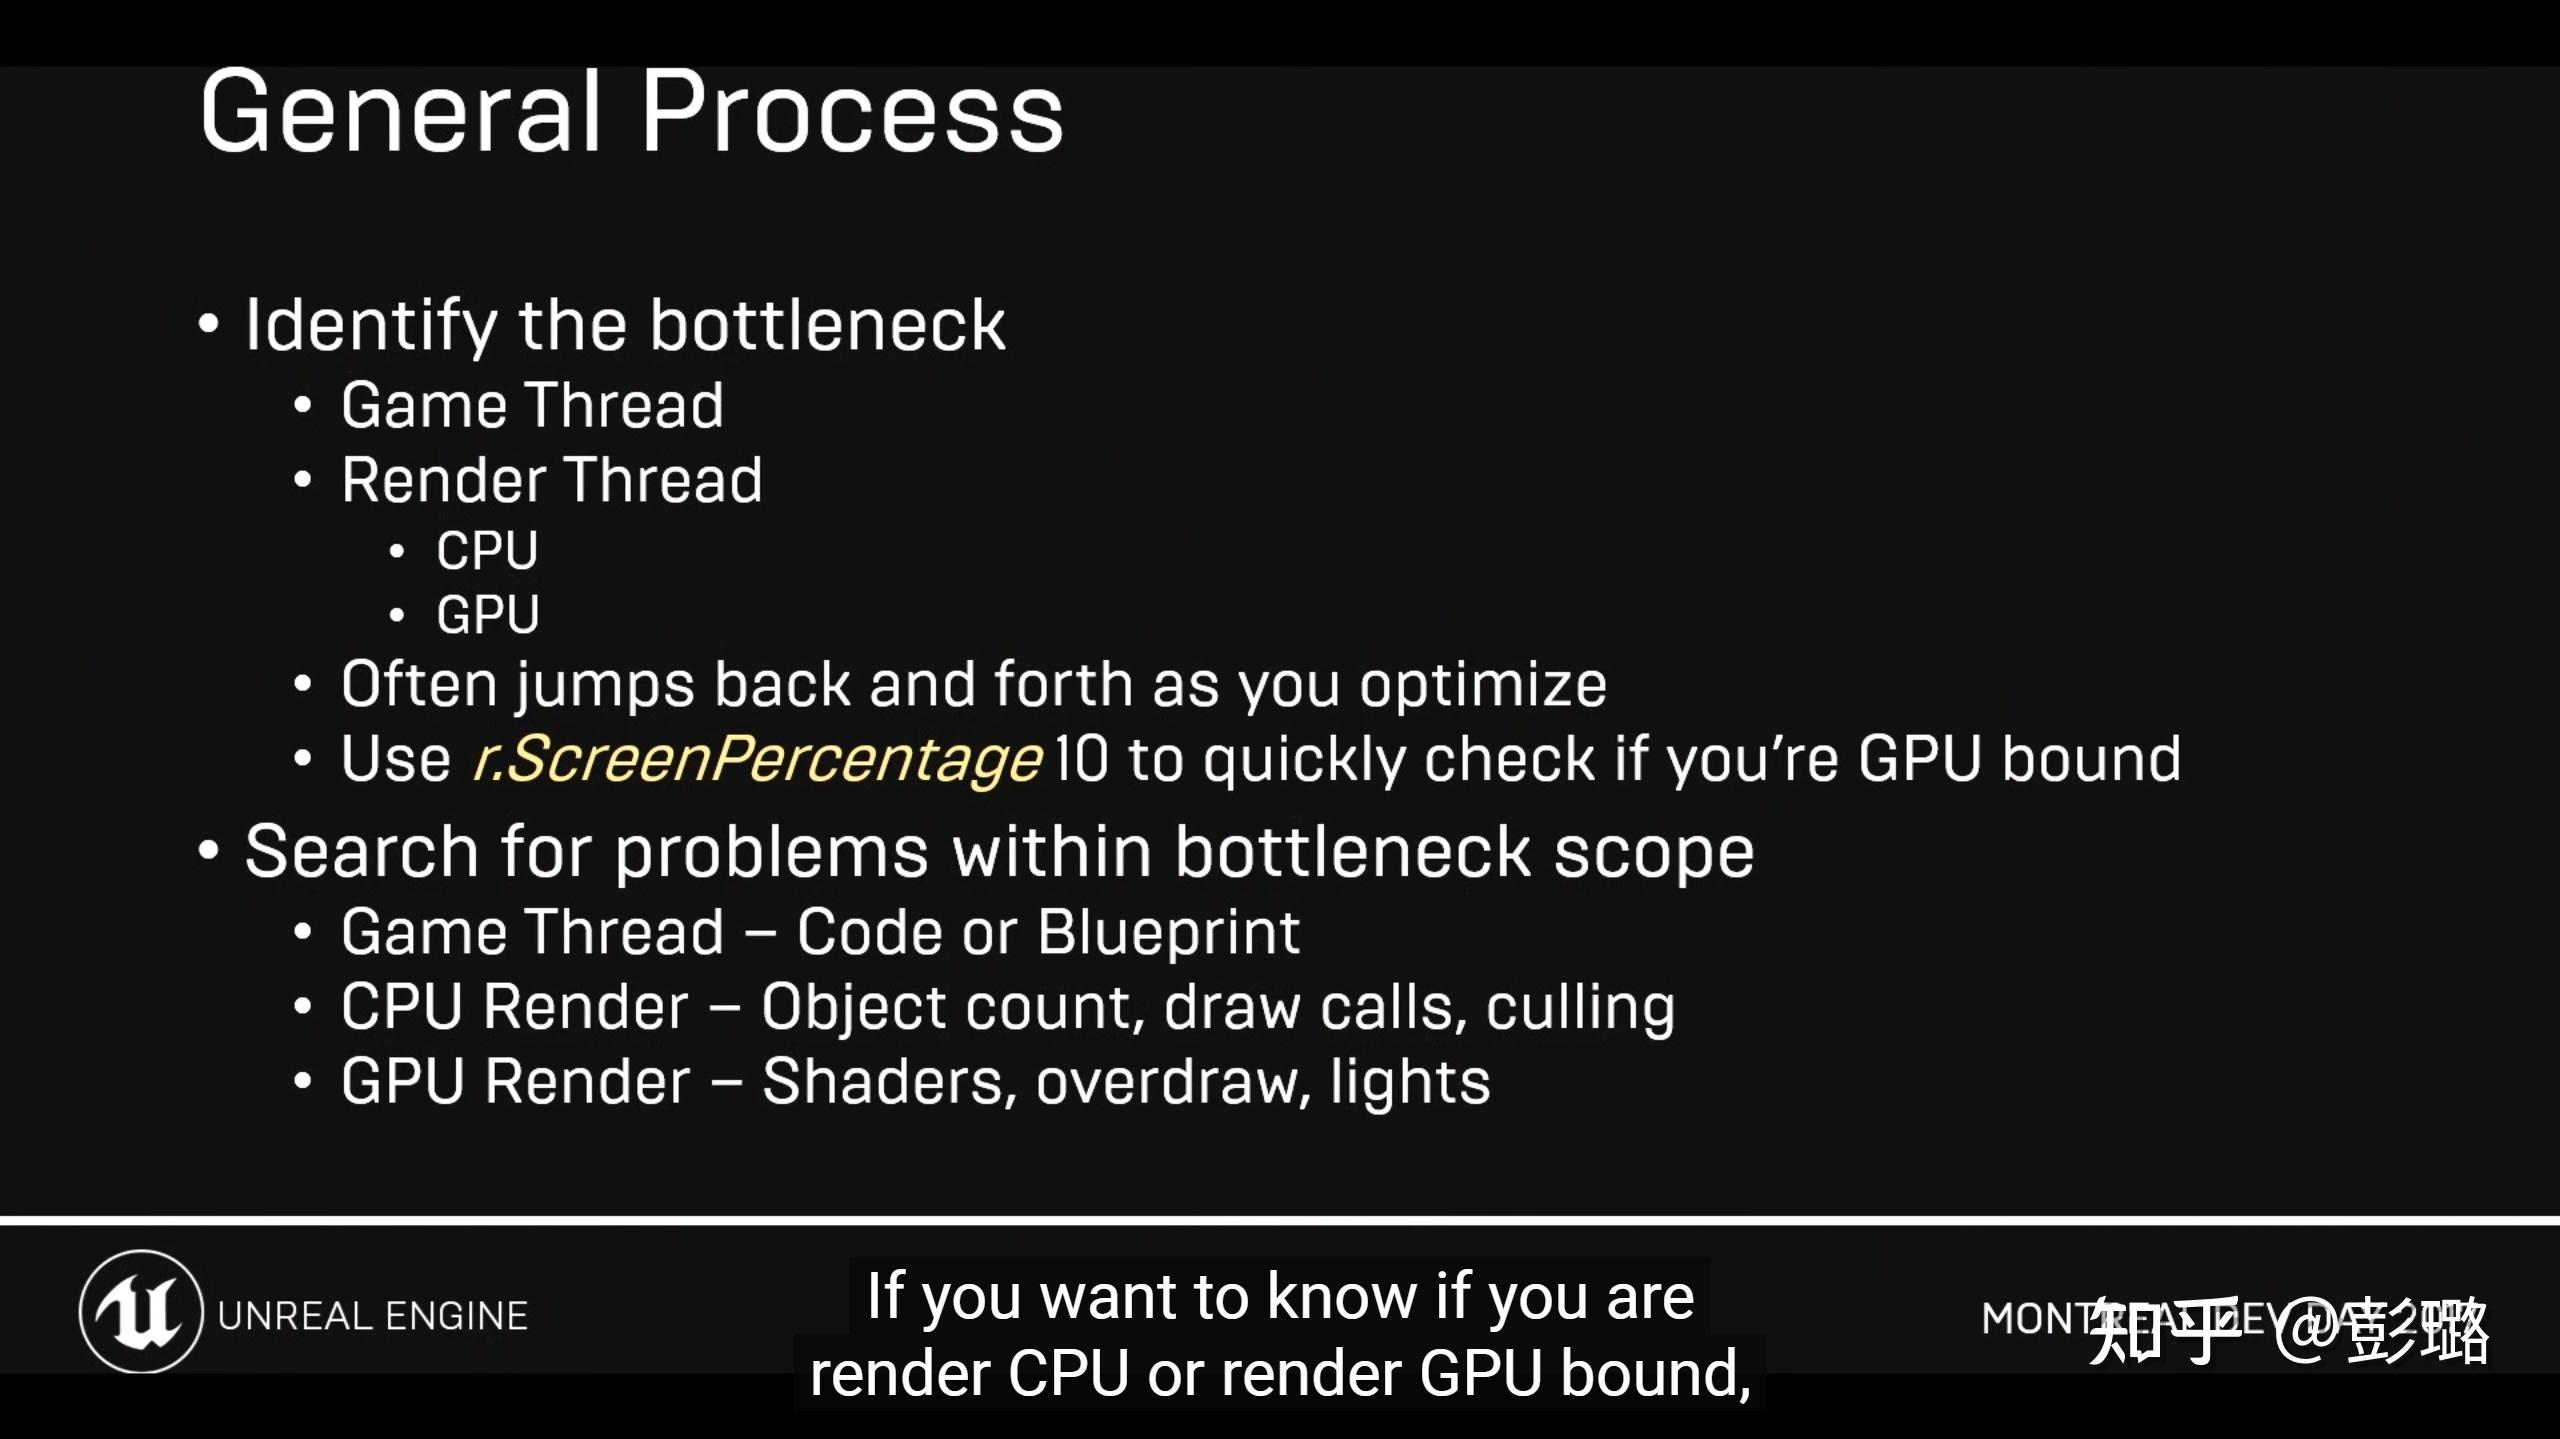 General Process
• Identify the bottleneck
• Game Thread
• Render Thread
• CPU
• GPU
• Often jumps back and forth as you optimize
• Use r.ScreenPercentage 10 to quickly check if you’re GPU bound
• Search for problems within bottleneck scope
• Game Thread – Code or Blueprint
• CPU Render – Object count, draw calls, culling
• GPU Render – Shaders, overdraw, lights
UNREAL ENGINE
If you want to know if you are
render CPU or render GPU bound,
MONTREAL DEV DAY
知乎 @彭璐